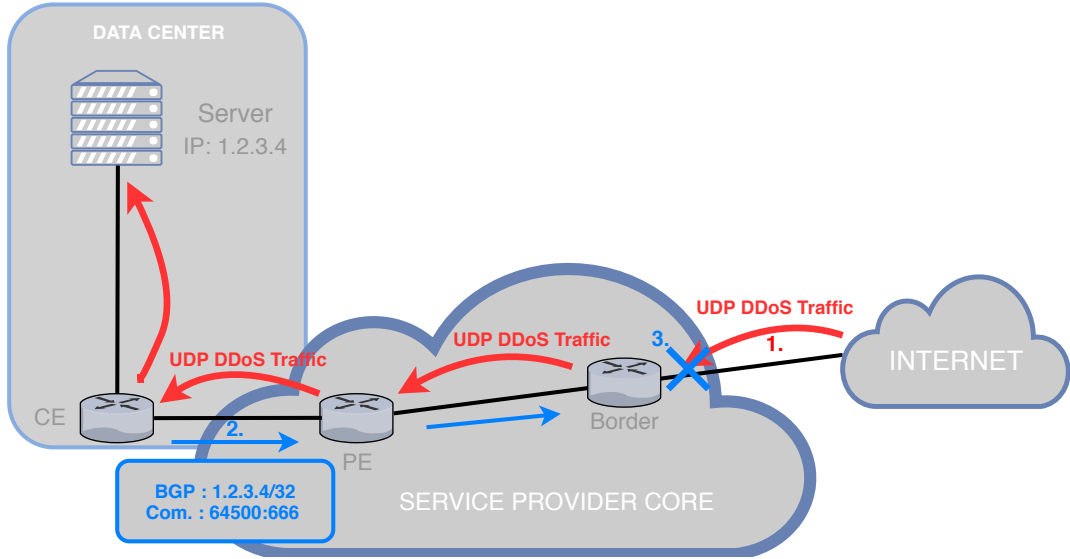 DATA CENTER
Server
IP: 1.2.3.4
UDP DDoS Traffic
1.
3.
UDP DDoS Traffic
UDP DDoS Traffic
INTERNET
CE
2.
PE
Border
BGP : 1.2.3.4/32
Com. : 64500:666
SERVICE PROVIDER CORE